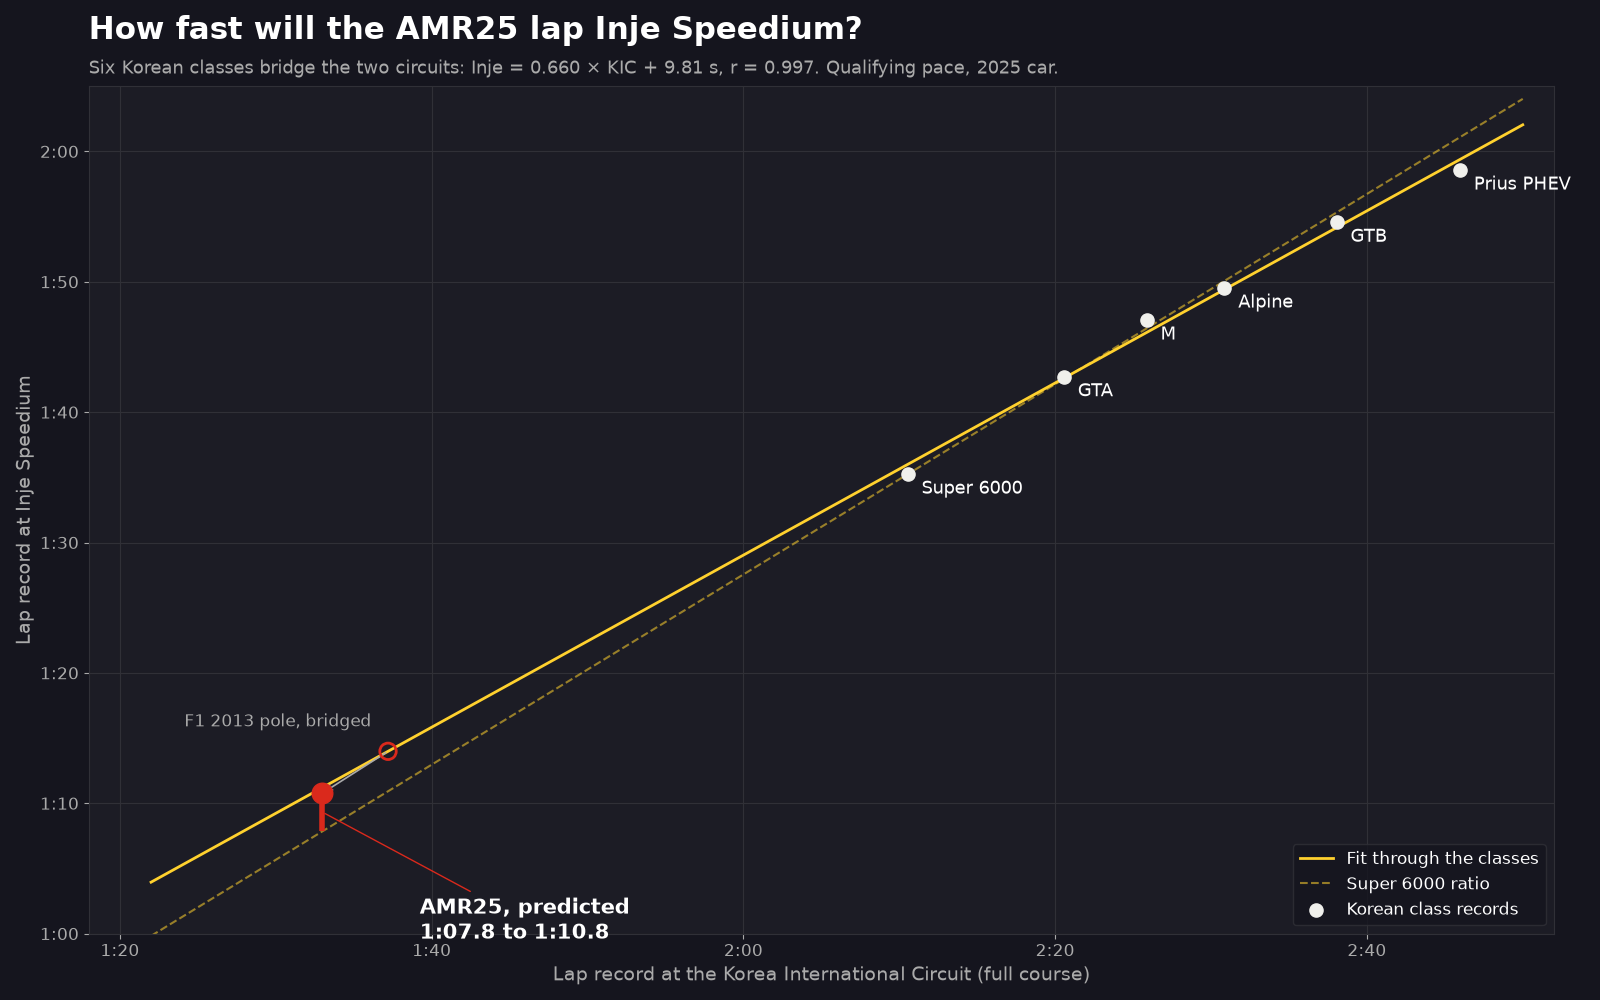 How fast will the AMR25 lap Inje Speedium?
Six Korean classes bridge the two circuits: Inje = 0.660 × KIC + 9.81 s, r = 0.997. Qualifying pace, 2025 car.
Lap record at Inje Speedium
2:00
1:50
1:40
1:30
1:20
1:10
1:00
Prius PHEV
GTB
Alpine
M
GTA
Super 6000
F1 2013 pole, bridged
AMR25, predicted
1:07.8 to 1:10.8
Fit through the classes
Super 6000 ratio
Korean class records
1:20
1:40
2:00
2:20
2:40
Lap record at the Korea International Circuit (full course)